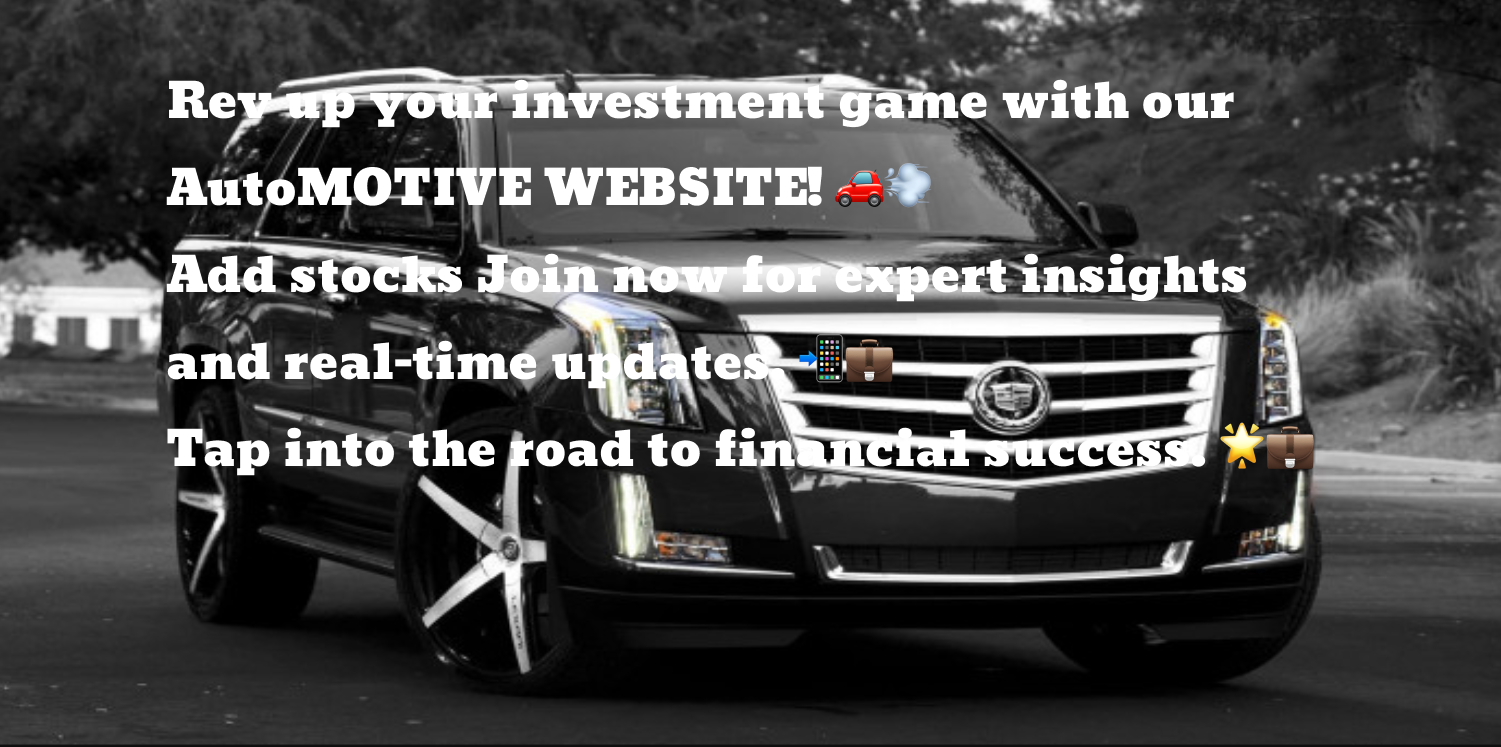 Rev up your investment game with our
AutoMOTIVE WEBSITE! 🚗💨
Add stocks Join now for expert insights
and real-time updates. 📲💼
Tap into the road to financial success. 🌟💼